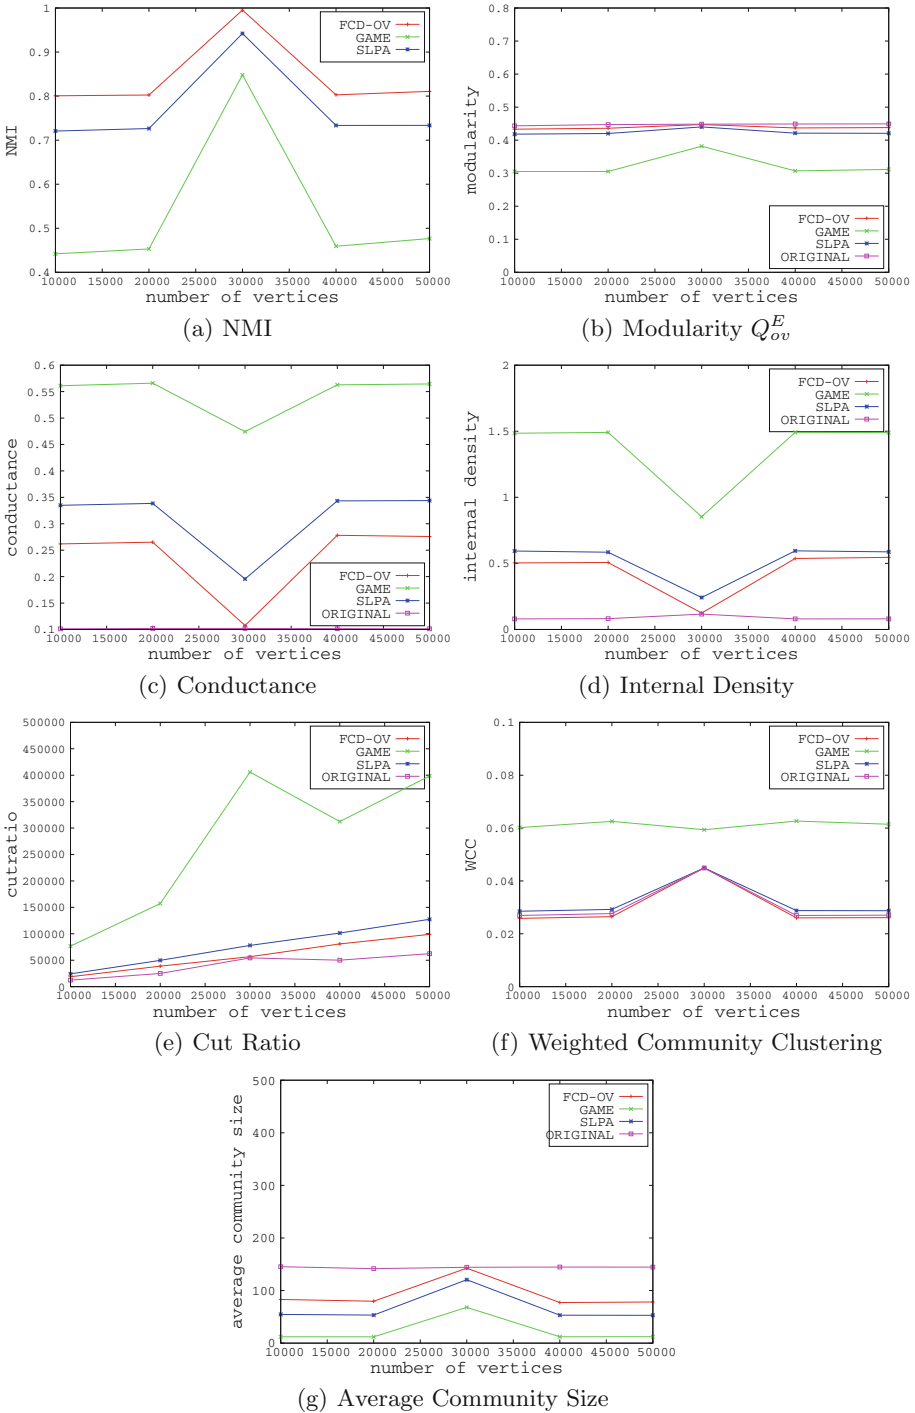 1
0.9
0.8
0.7
0.6
0.5
0.4
NMI
FCD-OV
GAME
SLPA
10000 15000 20000 25000 30000 35000 40000 45000 50000
number of vertices
(a) NMI
0.8
0.7
0.6
0.5
0.4
0.3
0.2
0.1
0
modularity
FCD-OV
GAME
SLPA
ORIGINAL
10000 15000 20000 25000 30000 35000 40000 45000 50000
number of vertices
(b) Modularity Q_{ov}^{E}
0.6
0.55
0.5
0.45
0.4
0.35
0.3
0.25
0.2
0.15
0.1
conductance
FCD-OV
GAME
SLPA
ORIGINAL
10000 15000 20000 25000 30000 35000 40000 45000 50000
number of vertices
(c) Conductance
2
1.5
1
0.5
0
internal density
FCD-OV
GAME
SLPA
ORIGINAL
10000 15000 20000 25000 30000 35000 40000 45000 50000
number of vertices
(d) Internal Density
500000
450000
400000
350000
300000
250000
200000
150000
100000
50000
0
cutratio
FCD-OV
GAME
SLPA
ORIGINAL
10000 15000 20000 25000 30000 35000 40000 45000 50000
number of vertices
(e) Cut Ratio
0.1
0.08
0.06
0.04
0.02
0
WCC
FCD-OV
GAME
SLPA
ORIGINAL
10000 15000 20000 25000 30000 35000 40000 45000 50000
number of vertices
(f) Weighted Community Clustering
500
400
300
200
100
0
average community size
FCD-OV
GAME
SLPA
ORIGINAL
10000 15000 20000 25000 30000 35000 40000 45000 50000
number of vertices
(g) Average Community Size